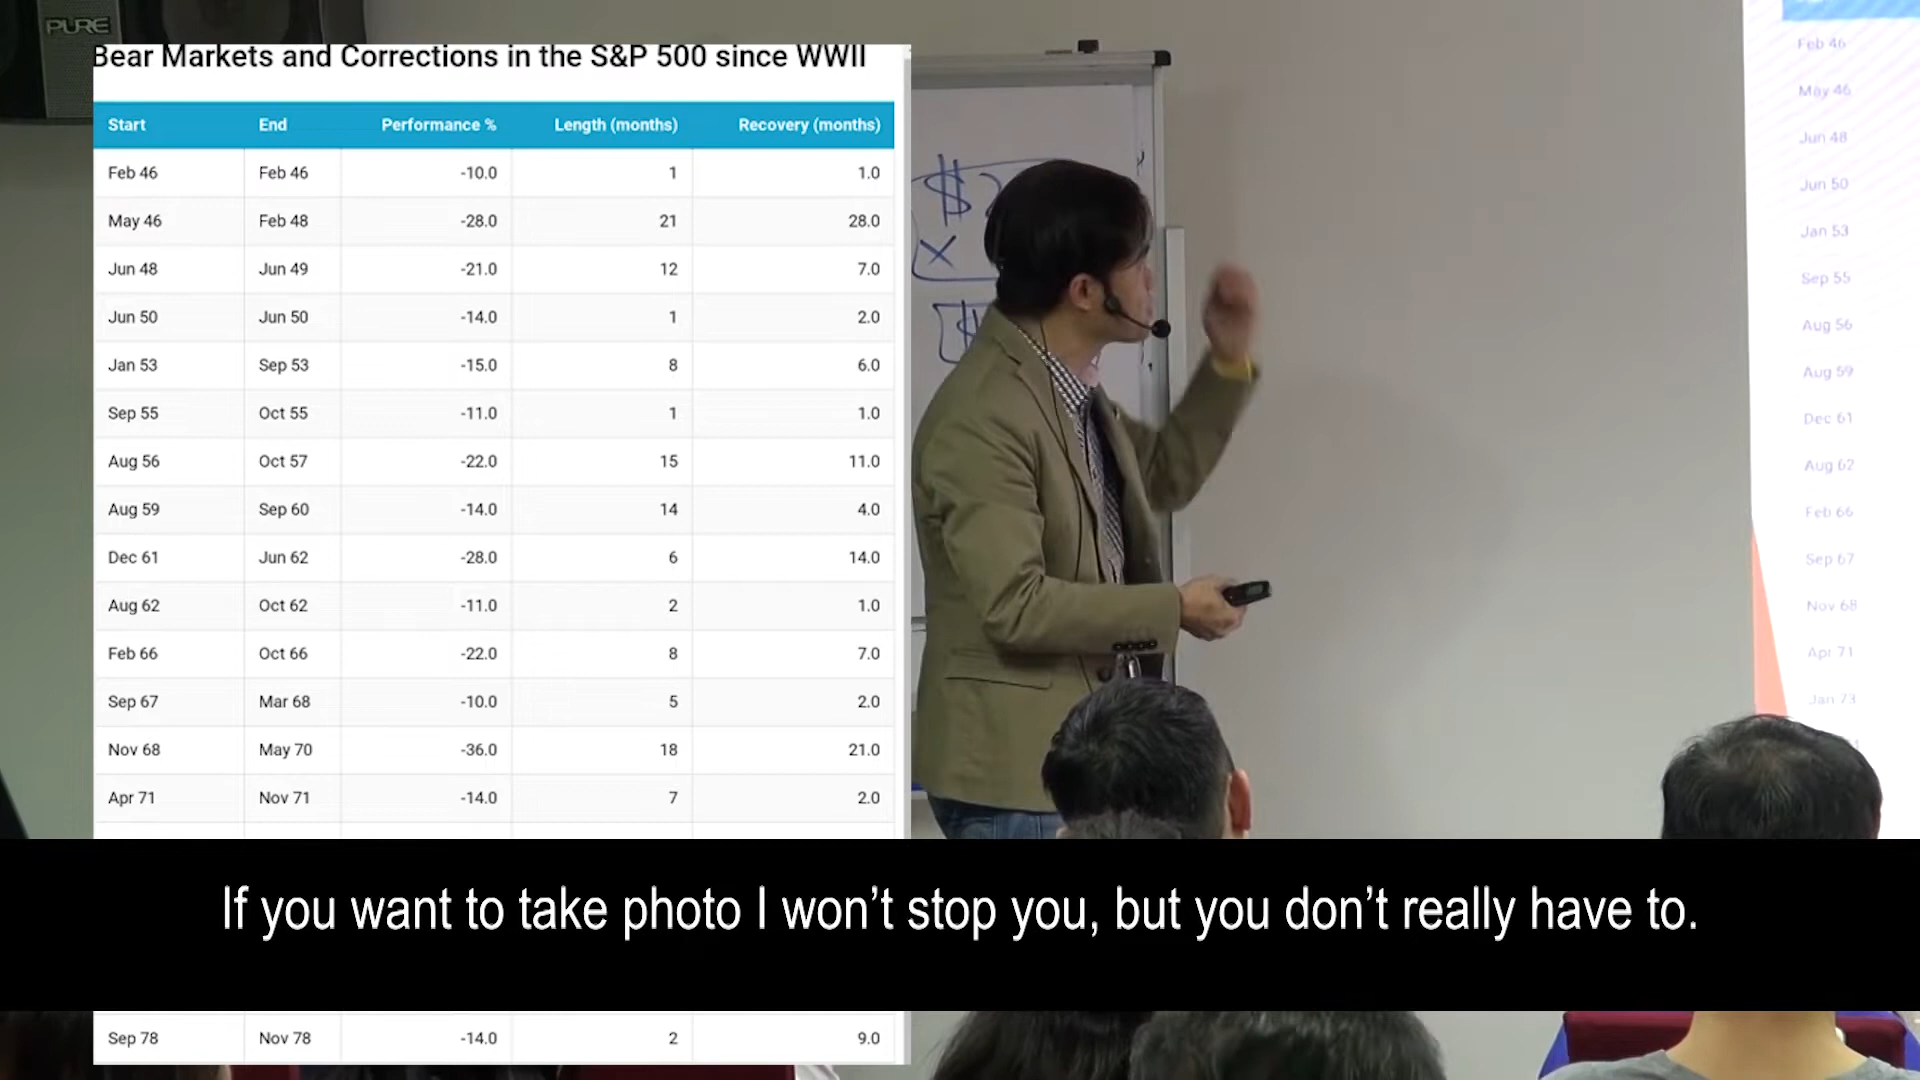 PURE
Bear Markets and Corrections in the S&P 500 since WWII
Start End Performance % Length (months) Recovery (months)
Feb 46 Feb 46 -10.0 1 1.0
May 46 Feb 48 -28.0 21 28.0
Jun 48 Jun 49 -21.0 12 7.0
Jun 50 Jun 50 -14.0 1 2.0
Jan 53 Sep 53 -15.0 8 6.0
Sep 55 Oct 55 -11.0 1 1.0
Aug 56 Oct 57 -22.0 15 11.0
Aug 59 Sep 60 -14.0 14 4.0
Dec 61 Jun 62 -28.0 6 14.0
Aug 62 Oct 62 -11.0 2 1.0
Feb 66 Oct 66 -22.0 8 7.0
Sep 67 Mar 68 -10.0 5 2.0
Nov 68 May 70 -36.0 18 21.0
Apr 71 Nov 71 -14.0 7 2.0
Sep 78 Nov 78 -14.0 2 9.0
$
X
$
Feb 46
May 46
Jun 48
Jun 50
Jan 53
Sep 55
Aug 56
Aug 59
Dec 61
Aug 62
Feb 66
Sep 67
Nov 68
Apr 71
Jan 73
If you want to take photo I won't stop you, but you don't really have to.